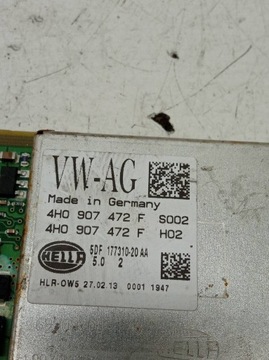 VW-AG
Made in Germany
4H0 907 472 F S002
4H0 907 472 F H02
HELLA
5DF 177310-20 AA
5.0 2
HLR-OW5 27.02.13 0001 1947